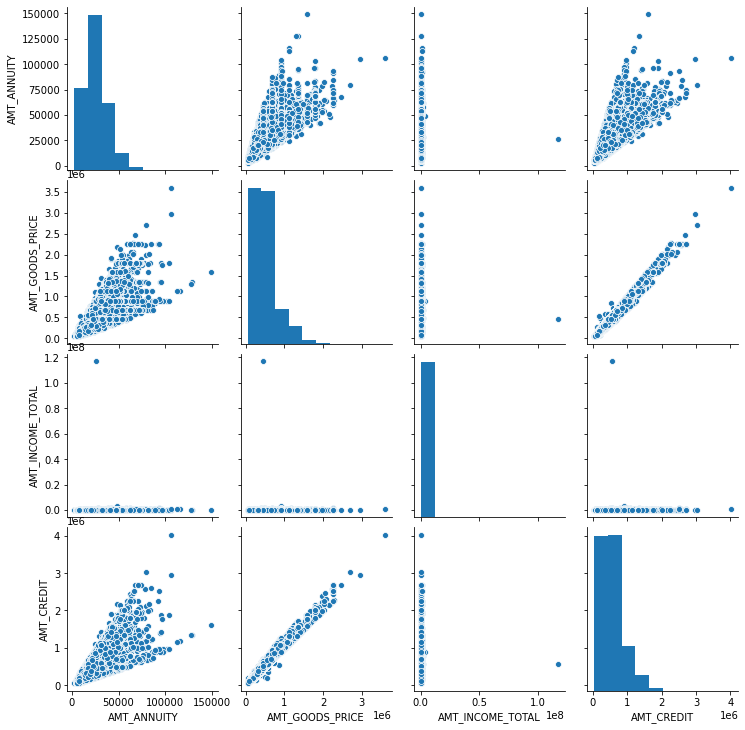 150000
125000
100000
75000
50000
25000
0
AMT_ANNUITY
1e6
3.5
3.0
2.5
2.0
1.5
1.0
0.5
0.0
AMT_GOODS_PRICE
1e8
1.2
1.0
0.8
0.6
0.4
0.2
0.0
AMT_INCOME_TOTAL
1e6
4
3
2
1
0
AMT_CREDIT
0 50000 100000 150000
AMT_ANNUITY
0 1 2 3
1e6
AMT_GOODS_PRICE
0.0 0.5 1.0
1e8
AMT_INCOME_TOTAL
0 1 2 3 4
1e6
AMT_CREDIT